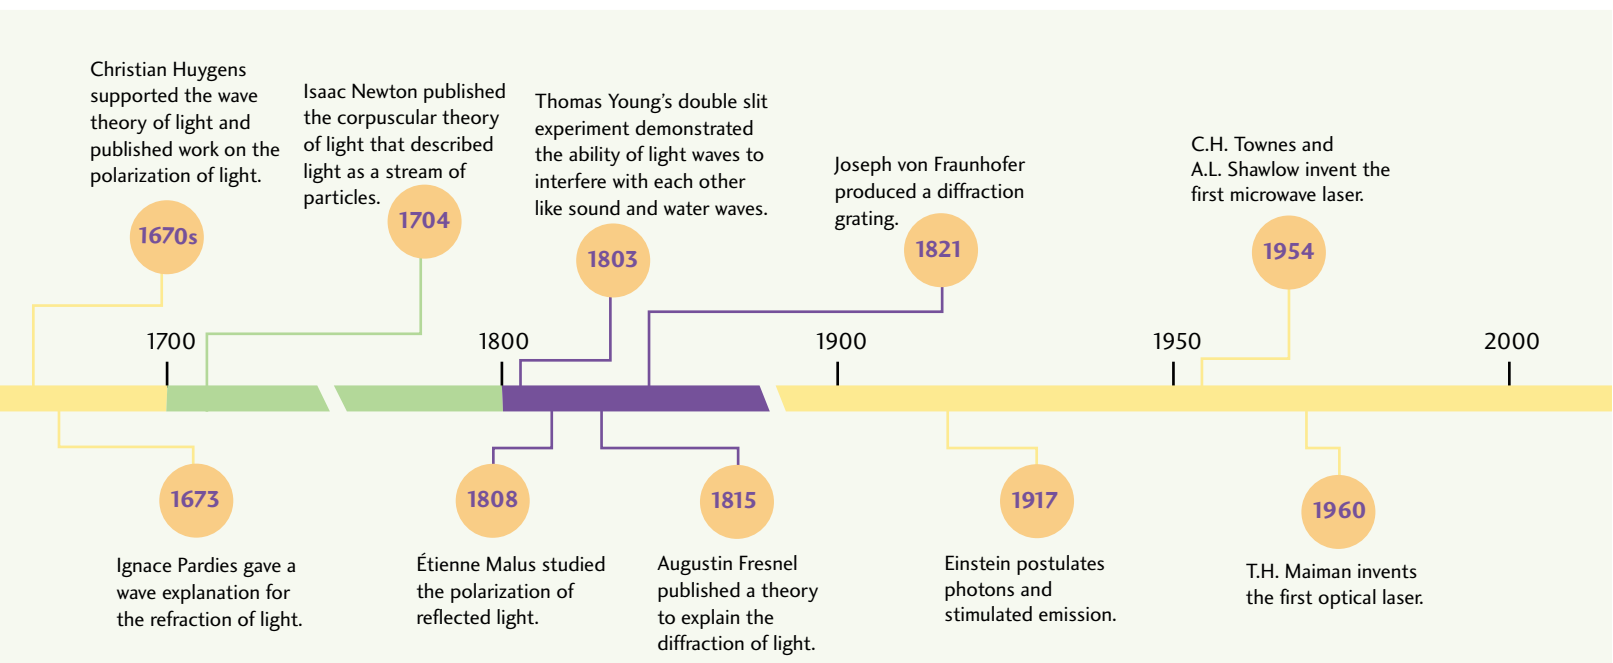 Christian Huygens
supported the wave
theory of light and
published work on the
polarization of light.
1670s
Isaac Newton published
the corpuscular theory
of light that described
light as a stream of
particles.
1704
Thomas Young’s double slit
experiment demonstrated
the ability of light waves to
interfere with each other
like sound and water waves.
1803
Joseph von Fraunhofer
produced a diffraction
grating.
1821
C.H. Townes and
A.L. Shawlow invent the
first microwave laser.
1954
1700
1800
1900
1950
2000
1673
Ignace Pardies gave a
wave explanation for
the refraction of light.
1808
Étienne Malus studied
the polarization of
reflected light.
1815
Augustin Fresnel
published a theory
to explain the
diffraction of light.
1917
Einstein postulates
photons and
stimulated emission.
1960
T.H. Maiman invents
the first optical laser.